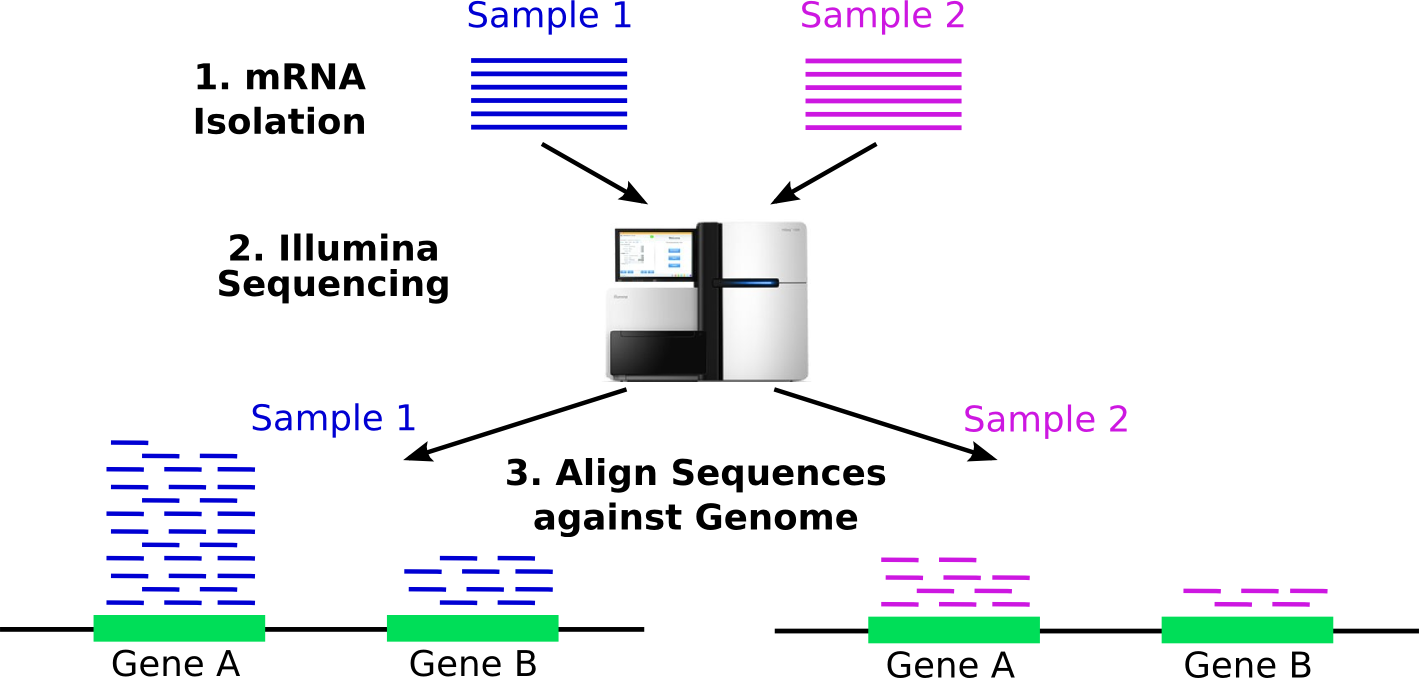 Sample 1
Sample 2
1. mRNA
Isolation
2. Illumina
Sequencing
Sample 1
Sample 2
3. Align Sequences
against Genome
Gene A
Gene B
Gene A
Gene B